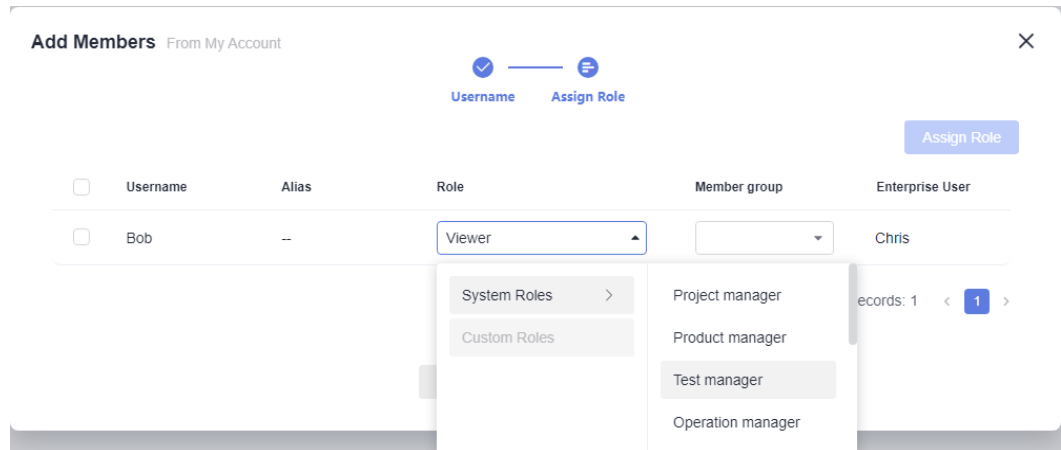 Add Members From My Account
Username Assign Role
Assign Role
Username Alias Role Member group Enterprise User
Bob -- Viewer Chris
System Roles Project manager
ecords: 1 1
Custom Roles Product manager
Test manager
Operation manager